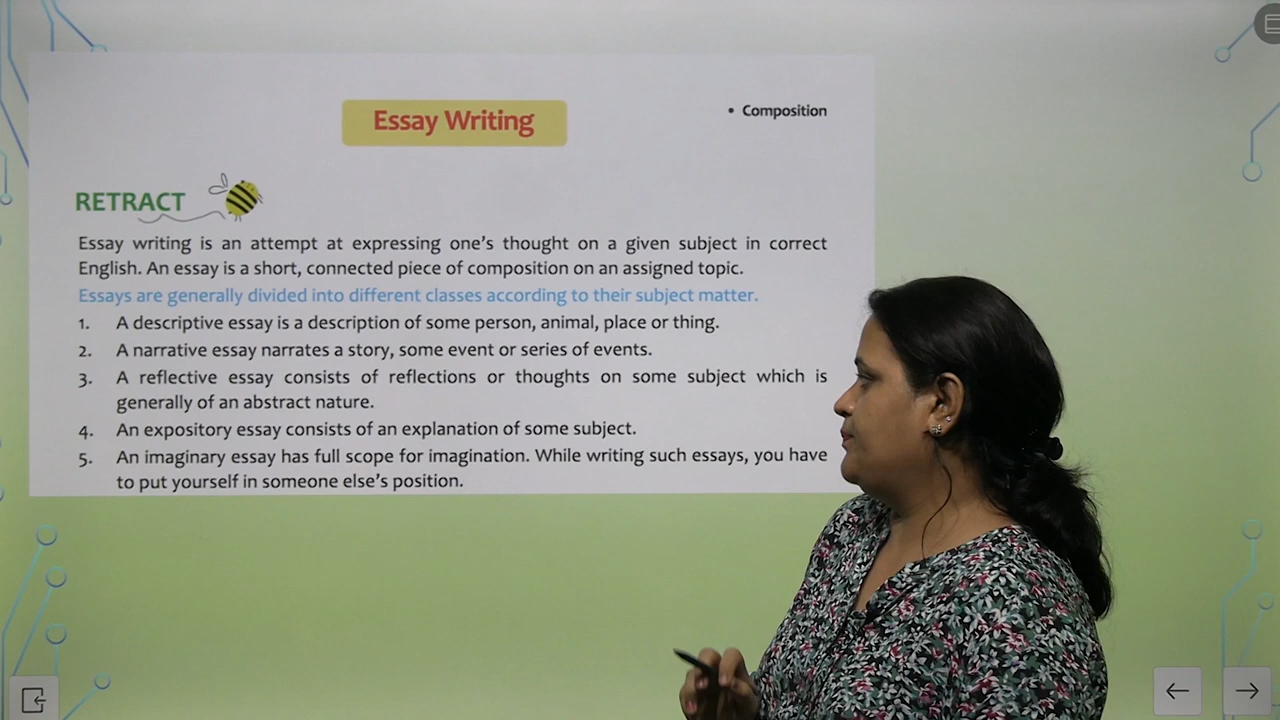 Essay Writing
• Composition
RETRACT
Essay writing is an attempt at expressing one's thought on a given subject in correct
English. An essay is a short, connected piece of composition on an assigned topic.
Essays are generally divided into different classes according to their subject matter.
1. A descriptive essay is a description of some person, animal, place or thing.
2. A narrative essay narrates a story, some event or series of events.
3. A reflective essay consists of reflections or thoughts on some subject which is
generally of an abstract nature.
4. An expository essay consists of an explanation of some subject.
5. An imaginary essay has full scope for imagination. While writing such essays, you have
to put yourself in someone else's position.